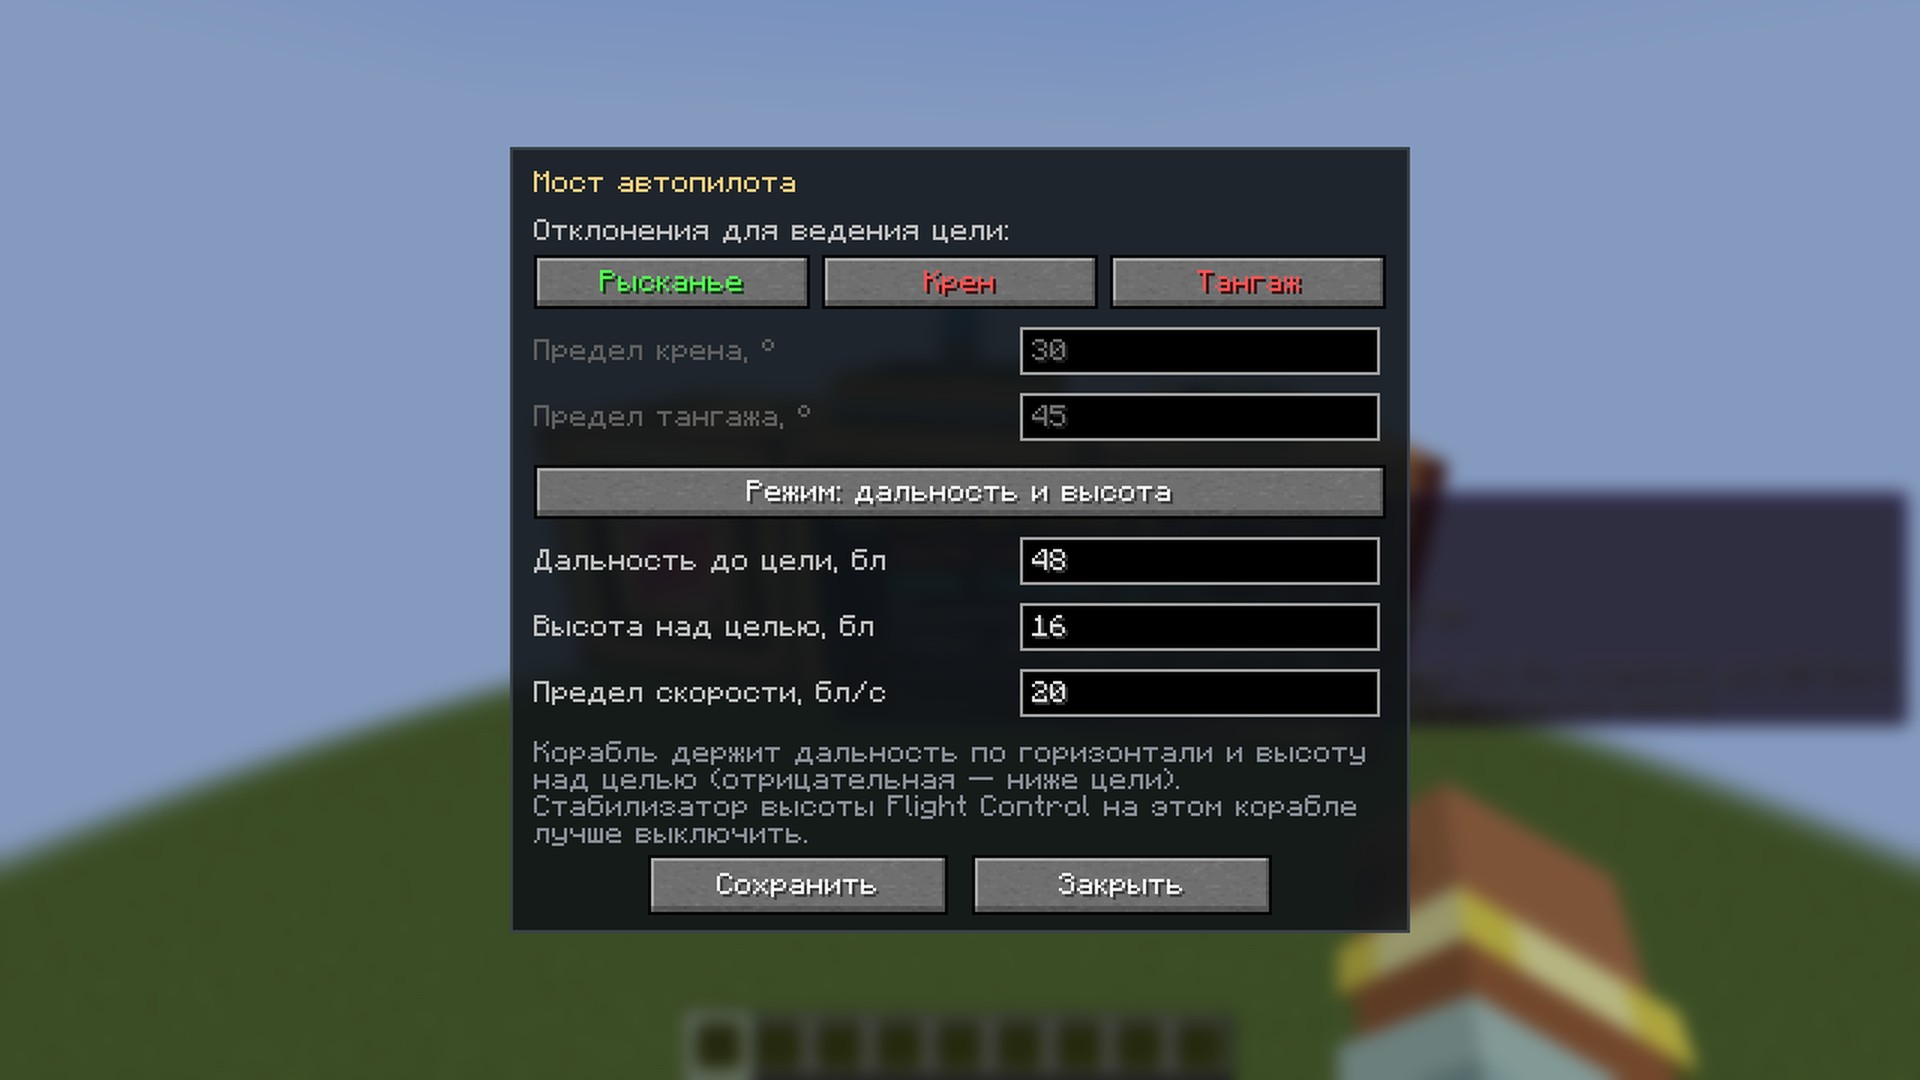 Мост автопилота
Отклонения для ведения цели:
Рысканье Крен Тангаж
Предел крена, ° 30
Предел тангажа, ° 45
Режим: дальность и высота
Дальность до цели, бл 48
Высота над целью, бл 16
Предел скорости, бл/с 20
Корабль держит дальность по горизонтали и высоту
над целью (отрицательная — ниже цели).
Стабилизатор высоты Flight Control на этом корабле
лучше выключить.
Сохранить Закрыть